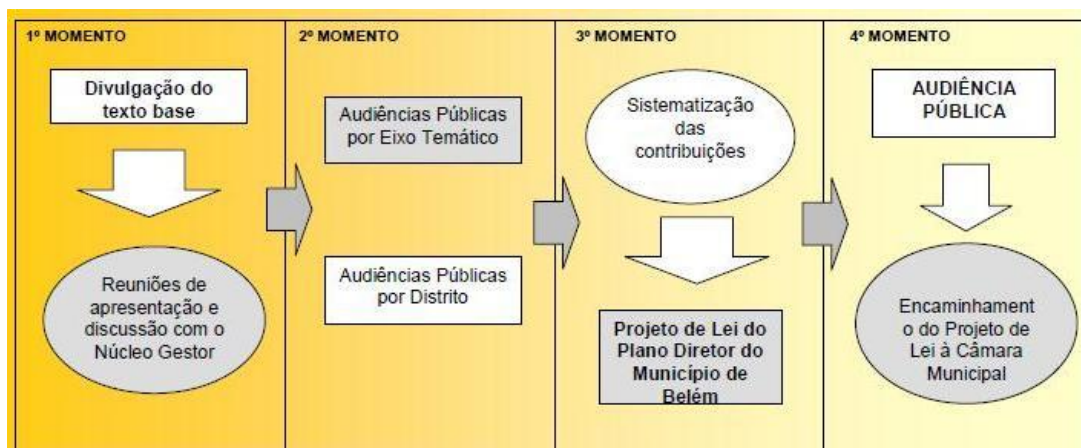 1º MOMENTO
Divulgação do
texto base
Reuniões de
apresentação e
discussão com o
Núcleo Gestor
2º MOMENTO
Audiências Públicas
por Eixo Temático
Audiências Públicas
por Distrito
3º MOMENTO
Sistematização
das
contribuições
Projeto de Lei do
Plano Diretor do
Município de
Belém
4º MOMENTO
AUDIÊNCIA
PÚBLICA
Encaminhament
o do Projeto de
Lei à Câmara
Municipal